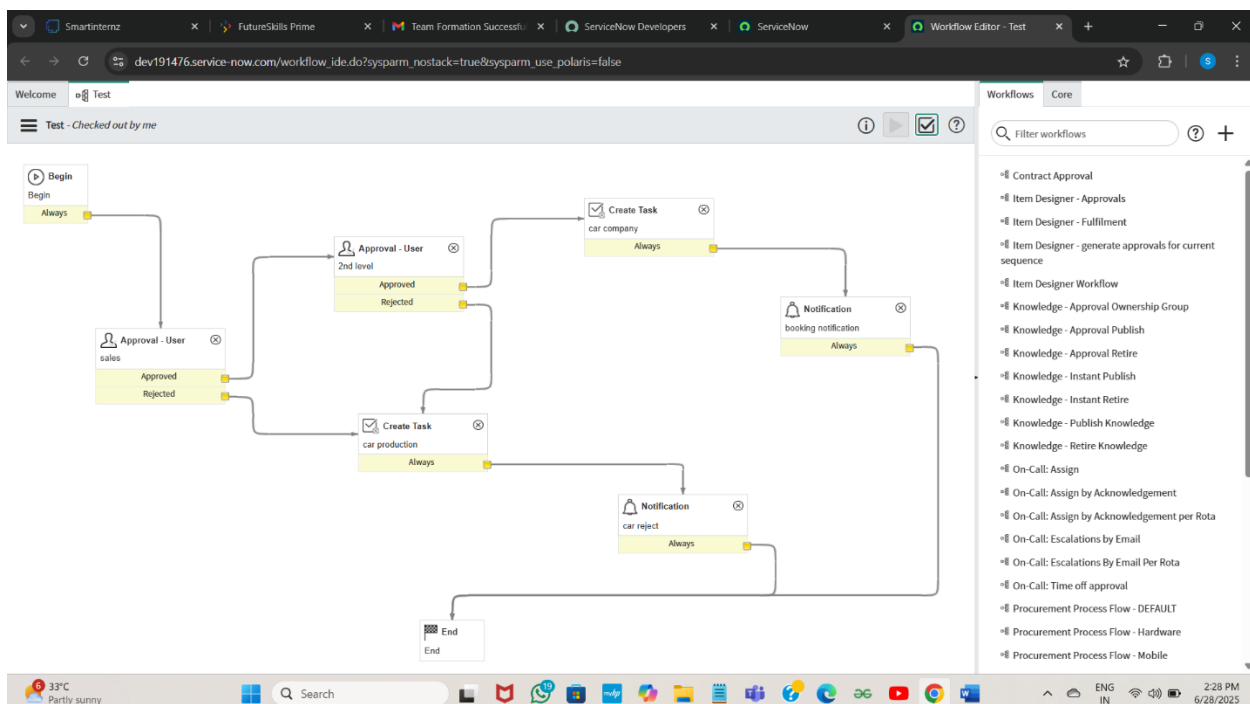 Smartinternz
FutureSkills Prime
Team Formation Successfu
ServiceNow Developers
ServiceNow
Workflow Editor - Test
dev191476.service-now.com/workflow_ide.do?sysparm_nostack=true&sysparm_use_polaris=false
S
Welcome
Test
Test - Checked out by me
Begin
Begin
Always
Approval - User
sales
Approved
Rejected
Approval - User
2nd level
Approved
Rejected
Create Task
car company
Always
Notification
booking notification
Always
Create Task
car production
Always
Notification
car reject
Always
End
End
Workflows
Core
Filter workflows
Contract Approval
Item Designer - Approvals
Item Designer - Fulfilment
Item Designer - generate approvals for current
sequence
Item Designer Workflow
Knowledge - Approval Ownership Group
Knowledge - Approval Publish
Knowledge - Approval Retire
Knowledge - Instant Publish
Knowledge - Instant Retire
Knowledge - Publish Knowledge
Knowledge - Retire Knowledge
On-Call: Assign
On-Call: Assign by Acknowledgement
On-Call: Assign by Acknowledgement per Rota
On-Call: Escalations by Email
On-Call: Escalations By Email Per Rota
On-Call: Time off approval
Procurement Process Flow - DEFAULT
Procurement Process Flow - Hardware
Procurement Process Flow - Mobile
6
33°C
Partly sunny
Search
19
ENG
IN
2:28 PM
6/28/2025